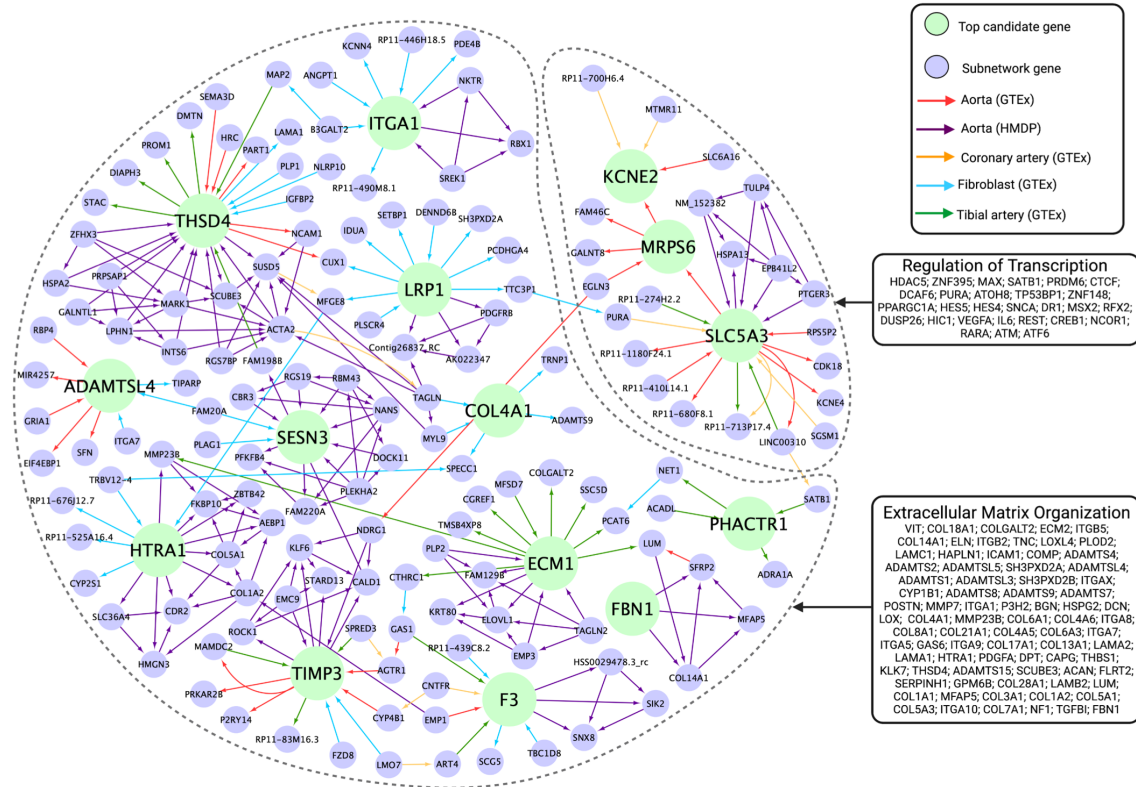 Top candidate gene
Subnetwork gene
Aorta (GTEx)
Aorta (HMDP)
Coronary artery (GTEx)
Fibroblast (GTEx)
Tibial artery (GTEx)
Regulation of Transcription
HDAC5; ZNF395; MAX; SATB1; PRDM6; CTCF;
DCAF6; PURA; ATOH8; TP53BP1; ZNF148;
PPARGC1A; HES5; HES4; SNCA; DR1; MSX2; RFX2;
DUSP26; HIC1; VEGFA; IL6; REST; CREB1; NCOR1;
RARA; ATM; ATF6
Extracellular Matrix Organization
VIT; COL18A1; COLGALT2; ECM2; ITGB5;
COL14A1; ELN; ITGB2; TNC; LOXL4; PLOD2;
LAMC1; HAPLN1; ICAM1; COMP; ADAMTS4;
ADAMTS2; ADAMTSL5; SH3PXD2A; ADAMTSL4;
ADAMTS1; ADAMTSL3; SH3PXD2B; ITGAX;
CYP1B1; ADAMTS8; ADAMTS9; ADAMTS7;
POSTN; MMP7; ITGA1; P3H2; BGN; HSPG2; DCN;
LOX; COL4A1; MMP23B; COL6A1; COL4A6; ITGA8;
COL8A1; COL21A1; COL4A5; COL6A3; ITGA7;
ITGA5; GAS6; ITGA9; COL17A1; COL13A1; LAMA2;
LAMA1; HTRA1; PDGFA; DPT; CAPG; THBS1;
KLK7; THSD4; ADAMTS15; SCUBE3; ACAN; FLRT2;
SERPINH1; GPM6B; COL28A1; LAMB2; LUM;
COL1A1; MFAP5; COL3A1; COL1A2; COL5A1;
COL5A3; ITGA10; COL7A1; NF1; TGFBI; FBN1
RP11-446H18.5
KCNN4
PDE4B
ANGPT1
MAP2
NKTR
SEMA3D
DMTN
HRC
LAMA1
B3GALT2
ITGA1
RBX1
PROM1
PART1
PLP1
NLRP10
SREK1
RP11-490M8.1
DIAPH3
IGFBP2
STAC
THSD4
ZFHX3
NCAM1
SETBP1
DENND6B
SH3PXD2A
IDUA
PCDHGA4
CUX1
SUSD5
HSPA2
PRPSAP1
SCUBE3
MFGE8
LRP1
TTC3P1
GALNTL1
MARK1
PDGFRB
LPHN1
ACTA2
PLSCR4
RBP4
INTS6
RGS7BP
FAM198B
Contig26837_RC
AK022347
MIR4257
ADAMTSL4
TIPARP
RGS19
RBM43
TRNP1
CBR3
NANS
TAGLN
COL4A1
ADAMTS9
GRIA1
FAM20A
SESN3
MYL9
EIF4EBP1
SFN
ITGA7
PLAG1
MMP23B
PFKFB4
DOCK11
SPECC1
TRBV12-4
PLEKHA2
COLGALT2
RP11-676J12.7
FKBP10
ZBTB42
FAM220A
MFSD7
SSC5D
CGREF1
AEBP1
NDRG1
TMSB4XP8
PCAT6
RP11-525A16.4
HTRA1
COL5A1
KLF6
PLP2
ECM1
LUM
CYP2S1
COL1A2
STARD13
CALD1
CTHRC1
FAM129B
SFRP2
SLC36A4
CDR2
EMC9
KRT80
ELOVL1
FBN1
MFAP5
ROCK1
SPRED3
GAS1
TAGLN2
HMGN3
MAMDC2
RP11-439C8.2
EMP3
COL14A1
TIMP3
AGTR1
HSS0029478.3_rc
PRKAR2B
CNTFR
F3
SIK2
P2RY14
CYP4B1
EMP1
SNX8
RP11-83M16.3
FZD8
LMO7
ART4
SCG5
TBC1D8
RP11-700H6.4
MTMR11
SLC6A16
KCNE2
TULP4
FAM46C
NM_152382
MRPS6
GALNT8
HSPA13
EPB41L2
EGLN3
PTGER3
RP11-274H2.2
PURA
SLC5A3
RPS5P2
RP11-1180F24.1
CDK18
RP11-410L14.1
KCNE4
RP11-680F8.1
RP11-713P17.4
SGSM1
LINC00310
NET1
SATB1
ACADL
PHACTR1
ADRA1A